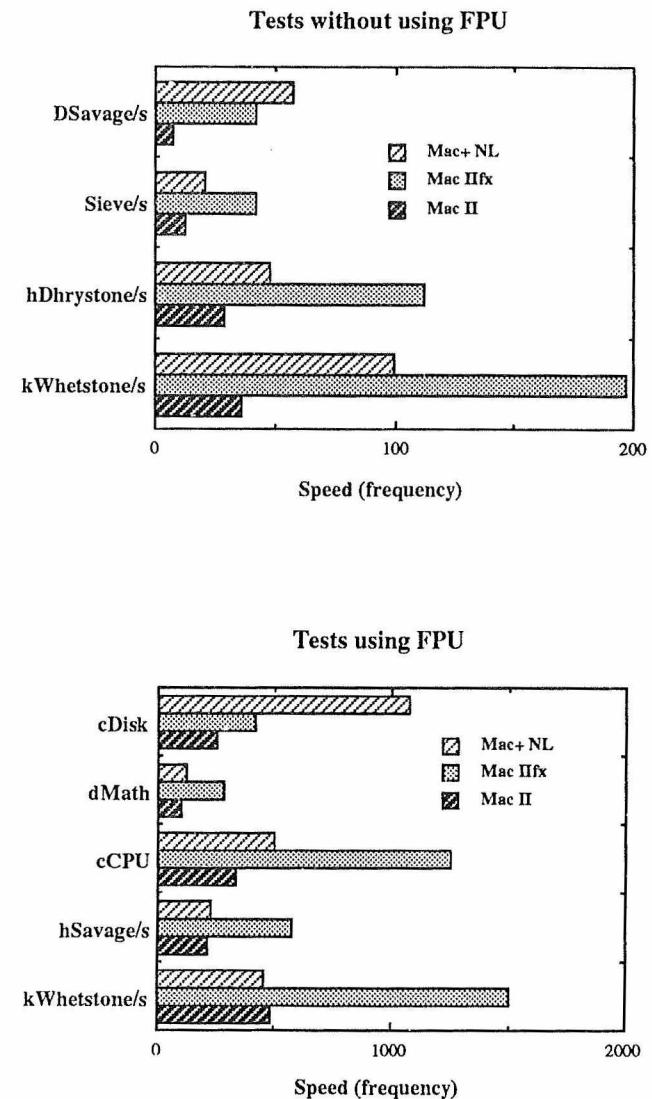 Tests without using FPU
DSavage/s
Sieve/s
hDhrystone/s
kWhetstone/s
Mac+ NL
Mac IIfx
Mac II
0 100 200
Speed (frequency)
Tests using FPU
cDisk
dMath
cCPU
hSavage/s
kWhetstone/s
Mac+ NL
Mac IIfx
Mac II
0 1000 2000
Speed (frequency)